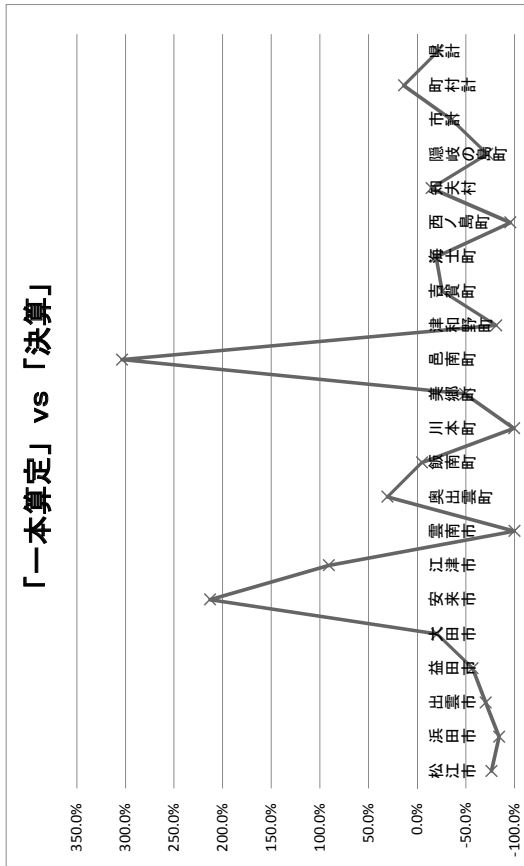 「一本算定」 vs 「決算」
350.0%
300.0%
250.0%
200.0%
150.0%
100.0%
50.0%
0.0%
-50.0%
-100.0%
松江市
浜田市
出雲市
益田市
大田市
安来市
江津市
雲南市
奥出雲町
飯南町
川本町
美郷町
邑南町
津和野町
吉賀町
海士町
西ノ島町
知夫村
隠岐の島町
市計
町村計
県計